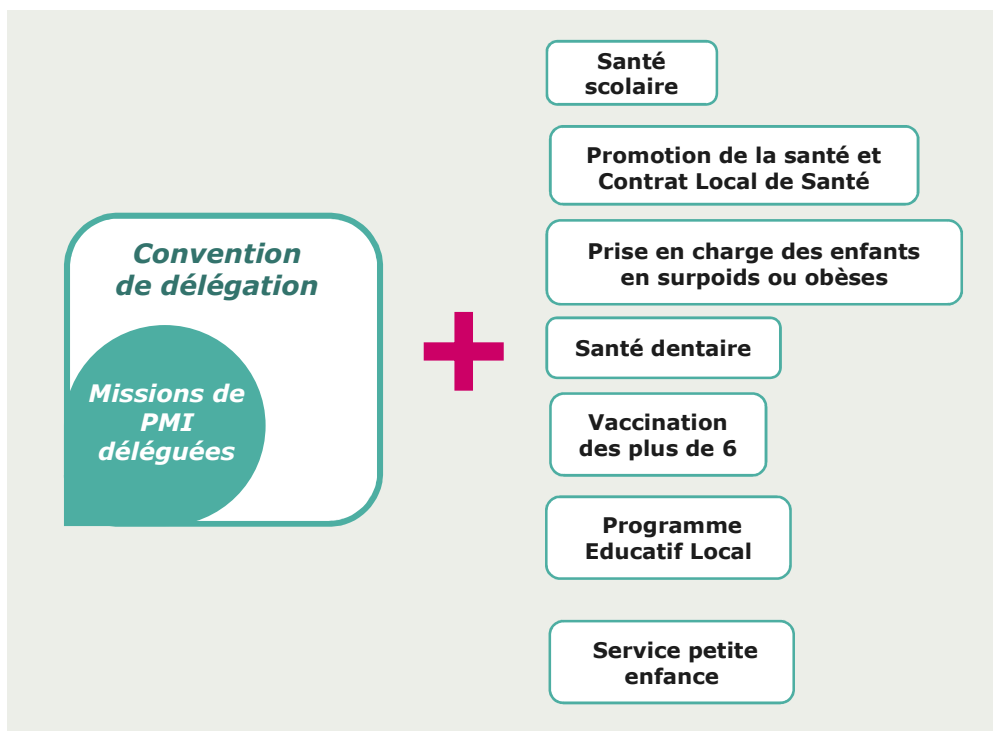 Convention
de délégation
Missions de
PMI
déléguées
Santé
scolaire
Promotion de la santé et
Contrat Local de Santé
Prise en charge des enfants
en surpoids ou obèses
Santé dentaire
Vaccination
des plus de 6
Programme
Educatif Local
Service petite
enfance